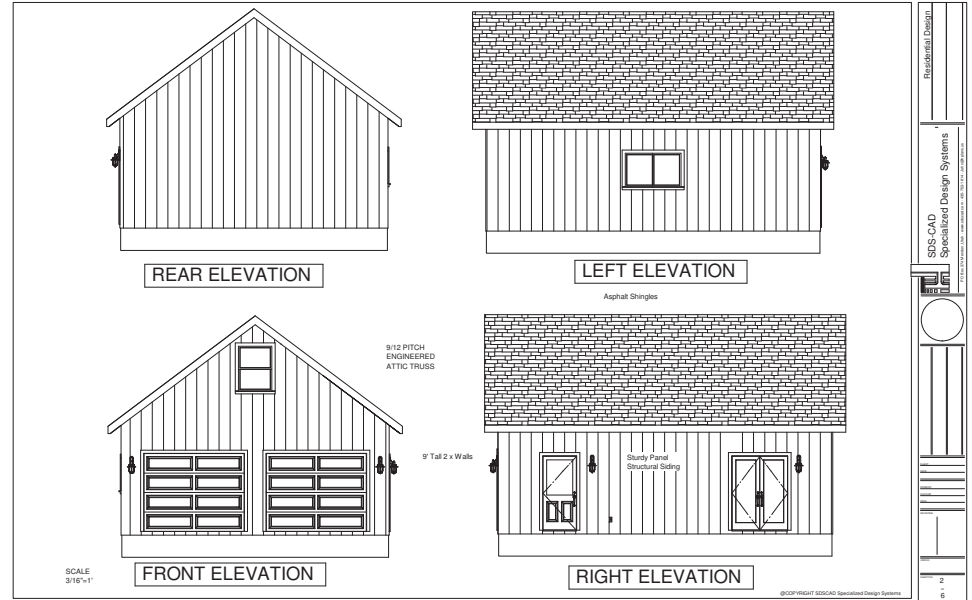 REAR ELEVATION
LEFT ELEVATION
Asphalt Shingles
9/12 PITCH
ENGINEERED
ATTIC TRUSS
9' Tall 2 x Walls
Sturdy Panel
Structural Siding
SCALE
3/16"=1'
FRONT ELEVATION
RIGHT ELEVATION
@COPYRIGHT SDSCAD Specialized Design Systems
Residential Design
SDS-CAD
Specialized Design Systems
2
-
6